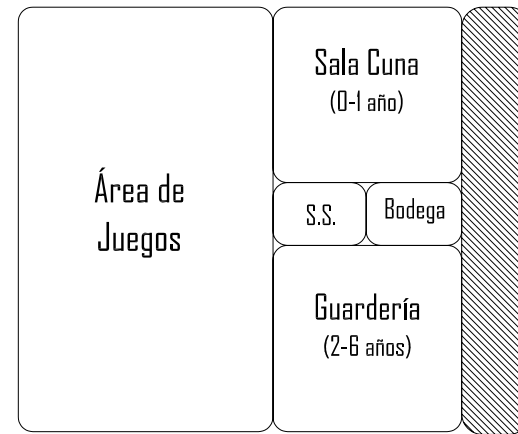 Área de
Juegos
Sala Cuna
(0-1 año)
S.S.
Bodega
Guardería
(2-6 años)